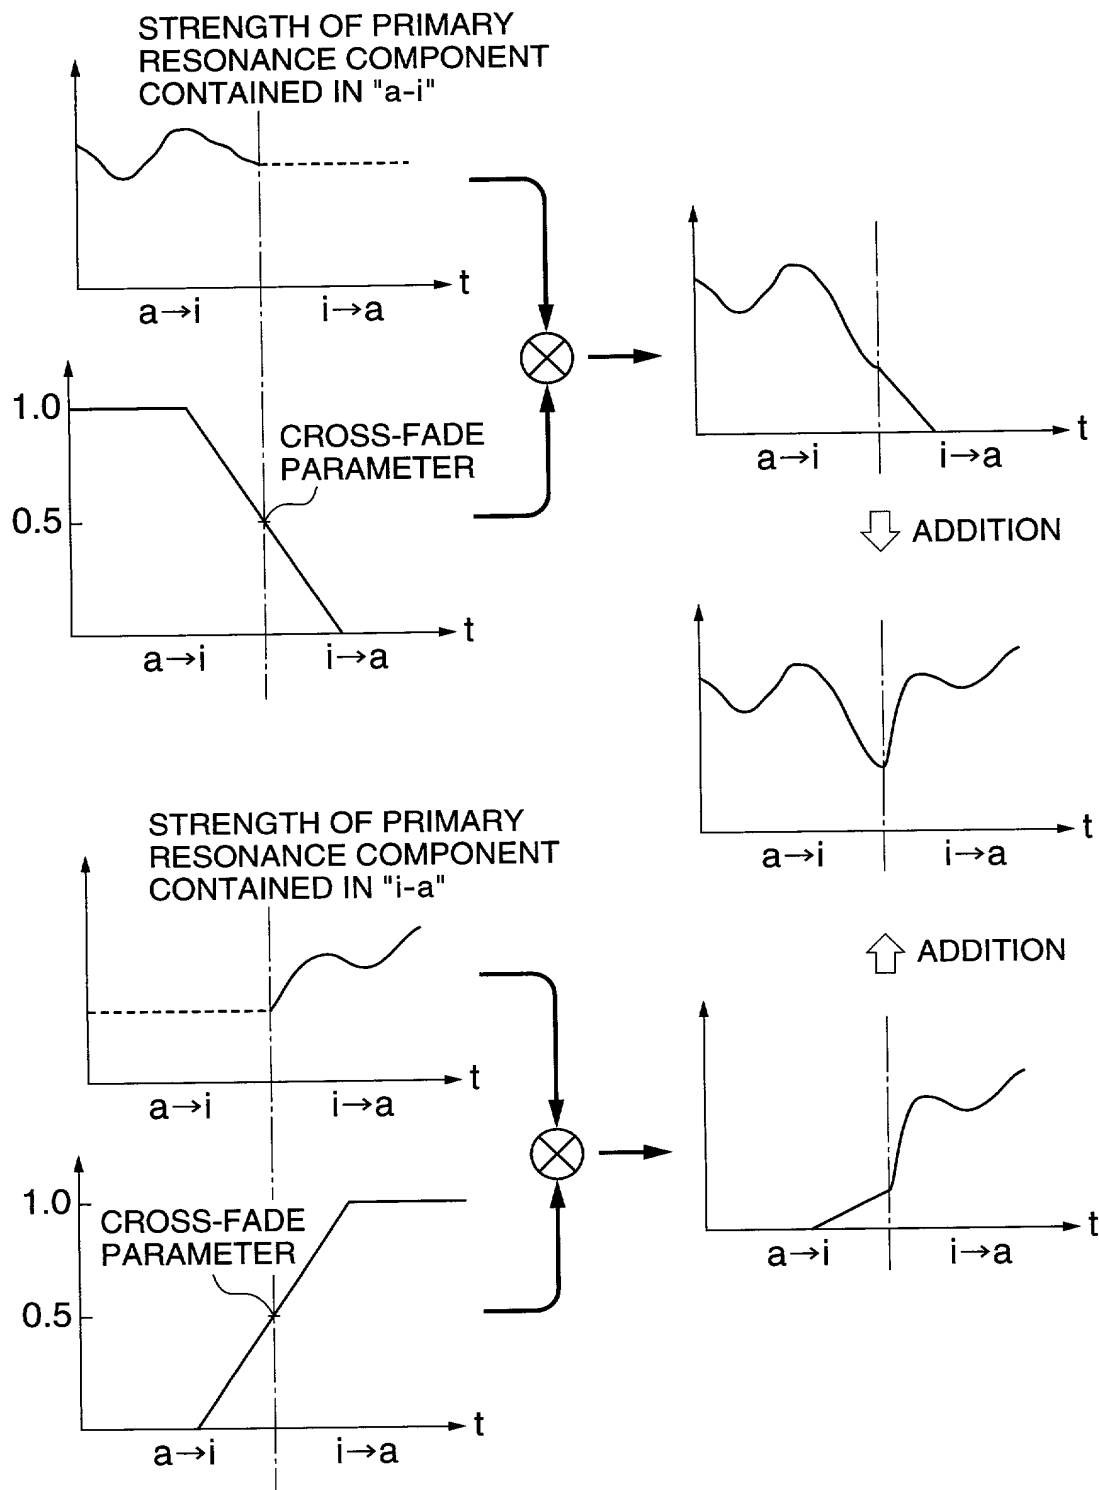 STRENGTH OF PRIMARY
RESONANCE COMPONENT
CONTAINED IN "a-i"
t
a→i
i→a
1.0
0.5
CROSS-FADE
PARAMETER
t
a→i
i→a
t
a→i
i→a
ADDITION
t
a→i
i→a
STRENGTH OF PRIMARY
RESONANCE COMPONENT
CONTAINED IN "i-a"
t
a→i
i→a
1.0
0.5
CROSS-FADE
PARAMETER
t
a→i
i→a
ADDITION
t
a→i
i→a